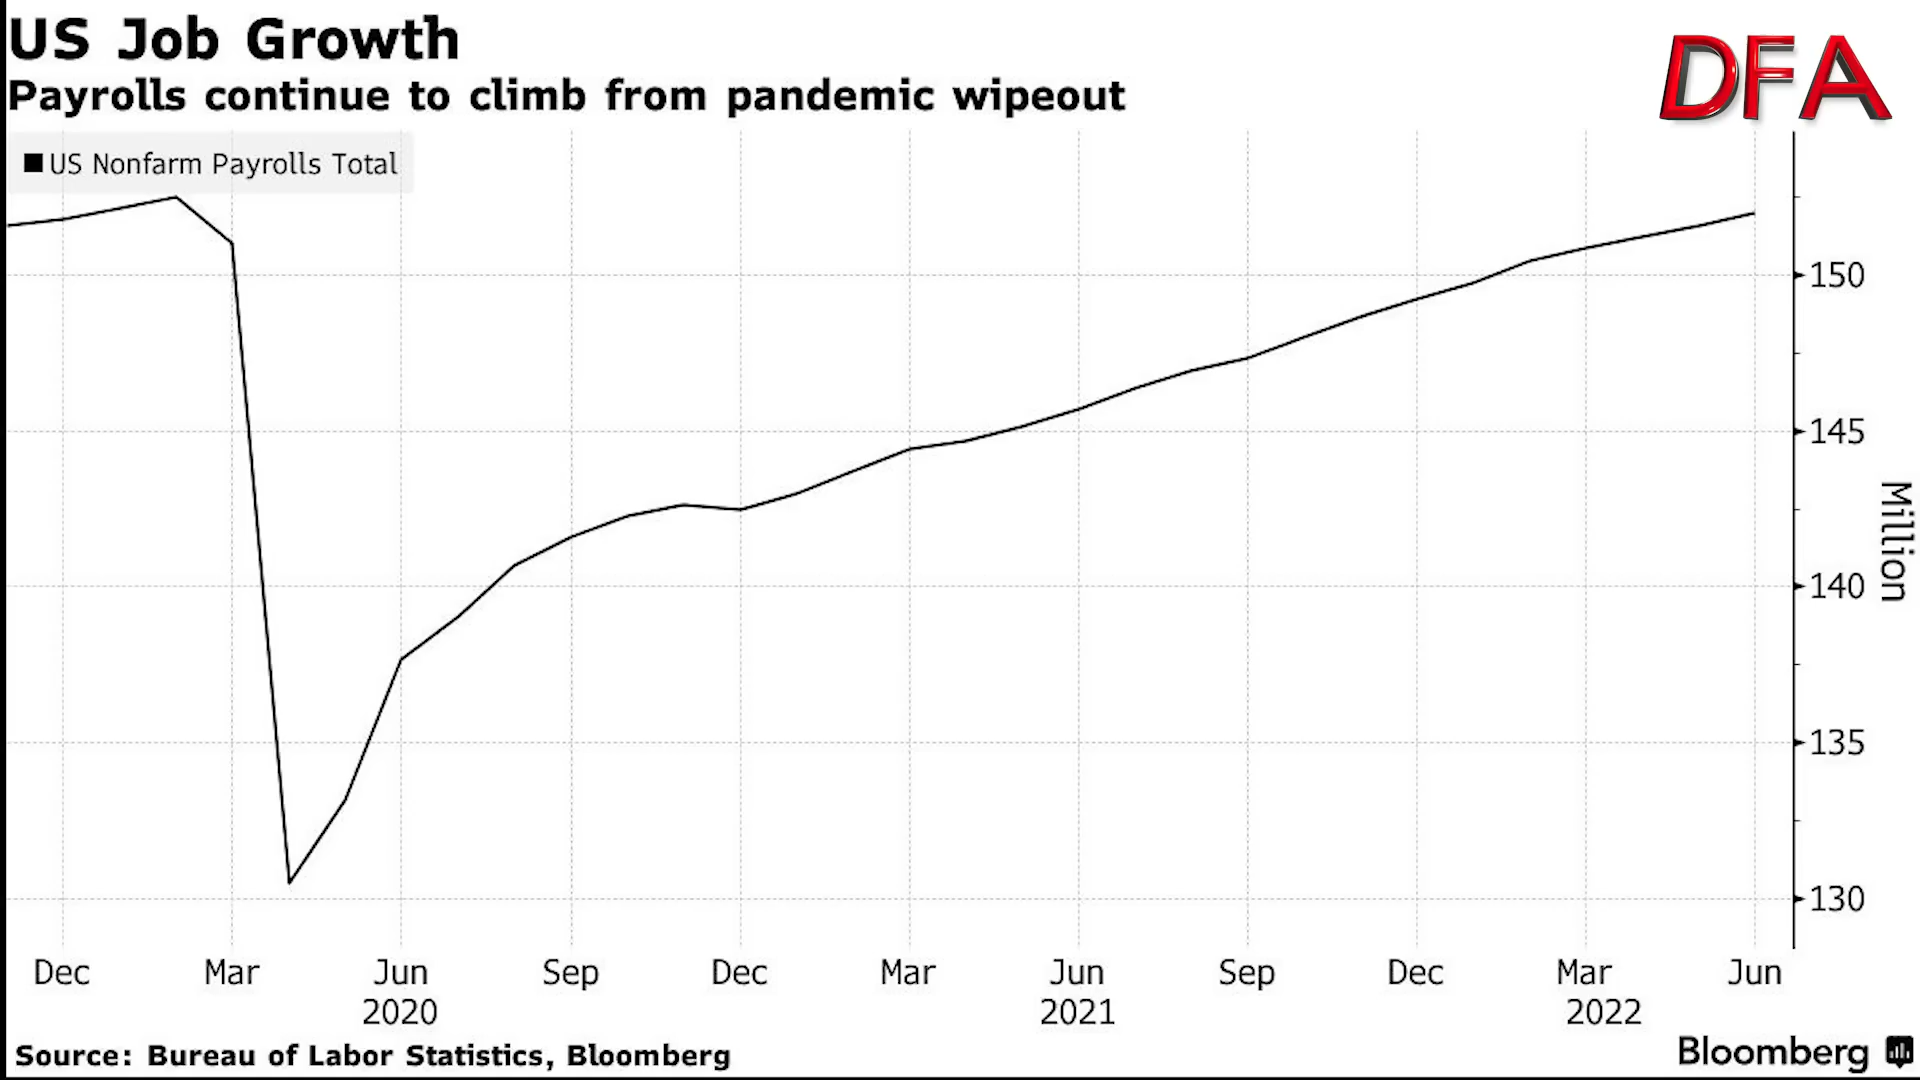 US Job Growth
Payrolls continue to climb from pandemic wipeout
DFA
US Nonfarm Payrolls Total
150
145
140
135
130
Million
Dec Mar Jun Sep Dec Mar Jun Sep Dec Mar Jun
2020 2021 2022
Source: Bureau of Labor Statistics, Bloomberg
Bloomberg